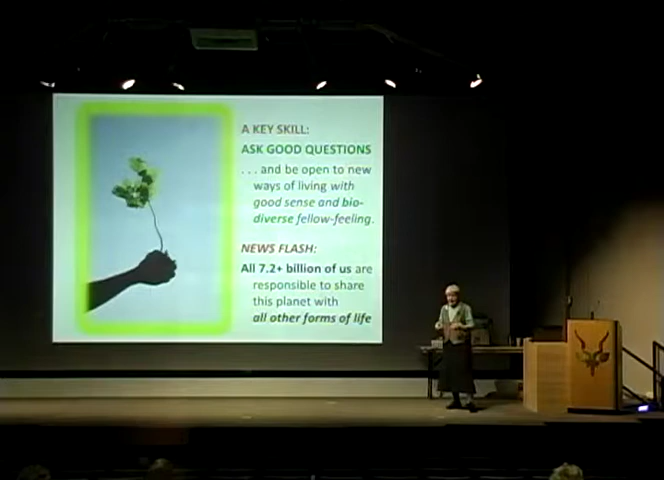 A KEY SKILL:
ASK GOOD QUESTIONS
. . . and be open to new
ways of living with
good sense and bio-
diverse fellow-feeling.
NEWS FLASH:
All 7.2+ billion of us are
responsible to share
this planet with
all other forms of life